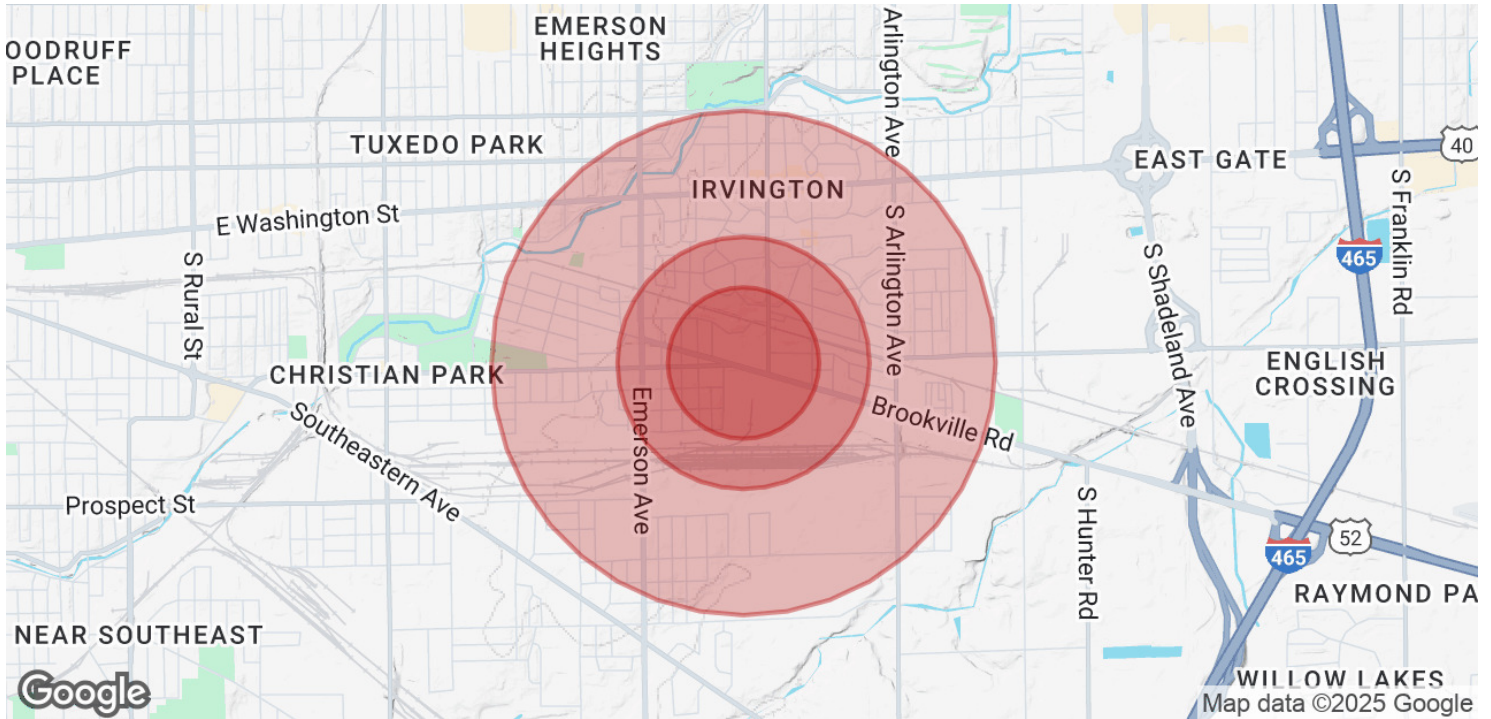 EMERSON
HEIGHTS
OODRUFF
PLACE
Arlington Ave
TUXEDO PARK
EAST GATE
40
IRVINGTON
E Washington St
S Franklin Rd
S Arlington Ave
S Rural St
S Shadeland Ave
465
CHRISTIAN PARK
ENGLISH
CROSSING
Emerson Ave
Brookville Rd
Southeastern Ave
Prospect St
S Hunter Rd
52
465
RAYMOND PA
NEAR SOUTHEAST
WILLOW LAKES
Google
Map data ©2025 Google